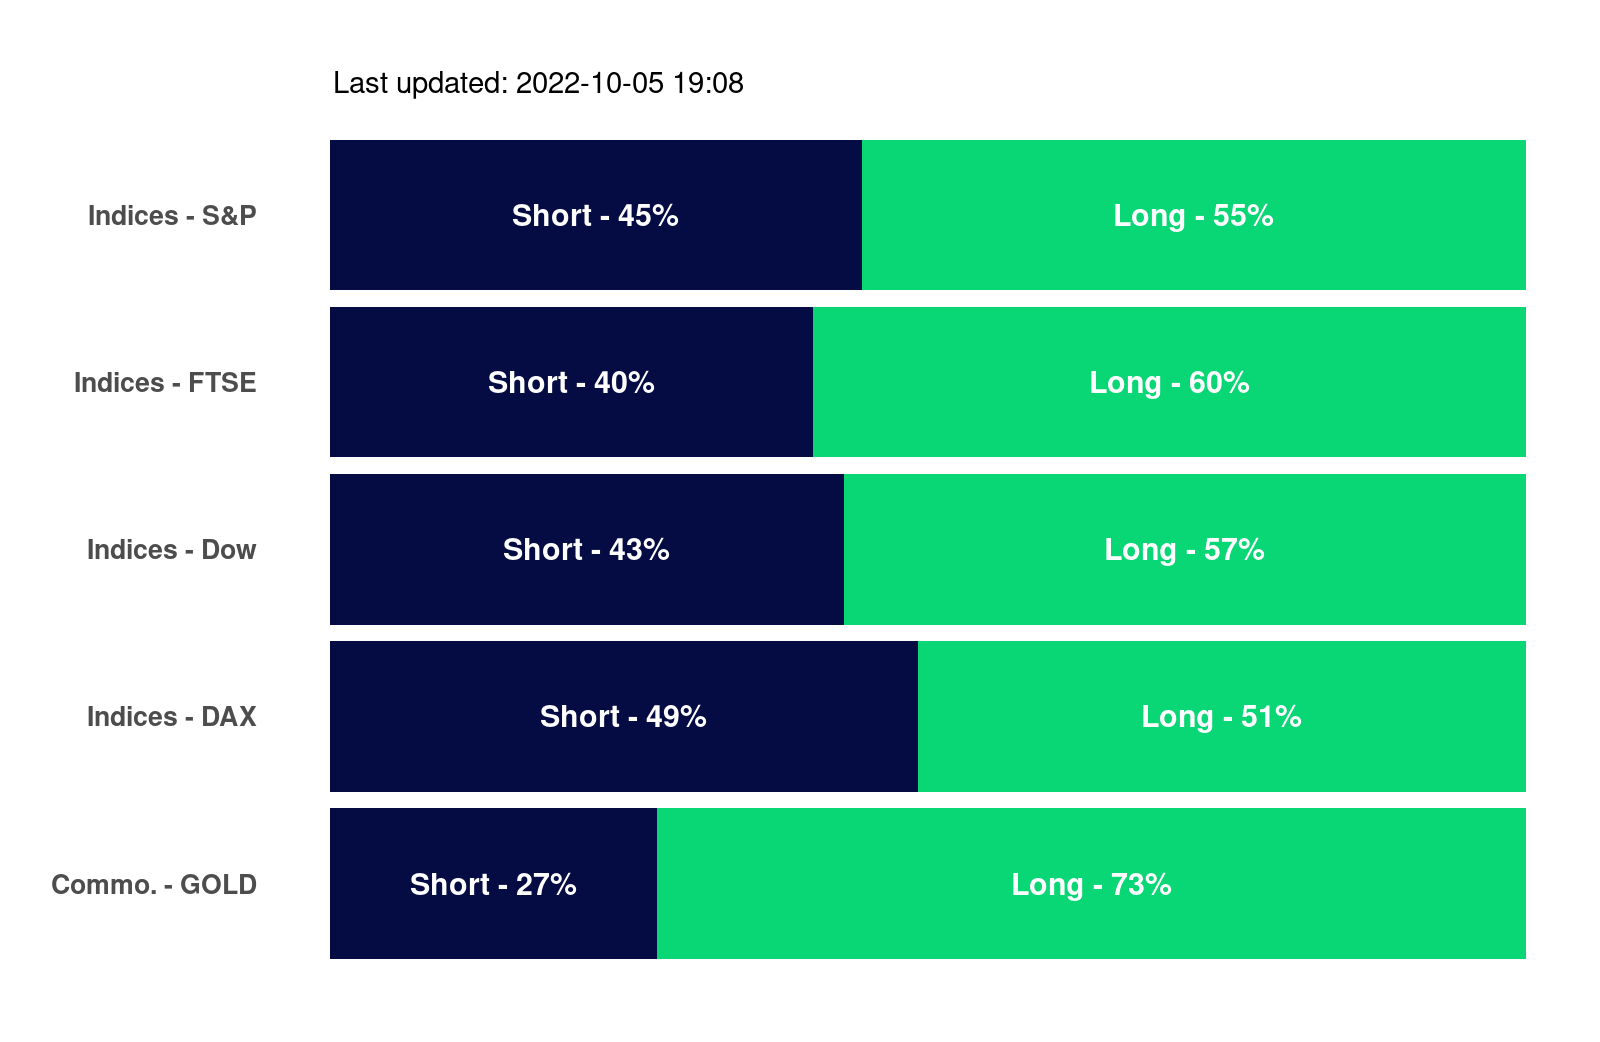 Last updated: 2022-10-05 19:08
Indices - S&P Short - 45% Long - 55%
Indices - FTSE Short - 40% Long - 60%
Indices - Dow Short - 43% Long - 57%
Indices - DAX Short - 49% Long - 51%
Commo. - GOLD Short - 27% Long - 73%